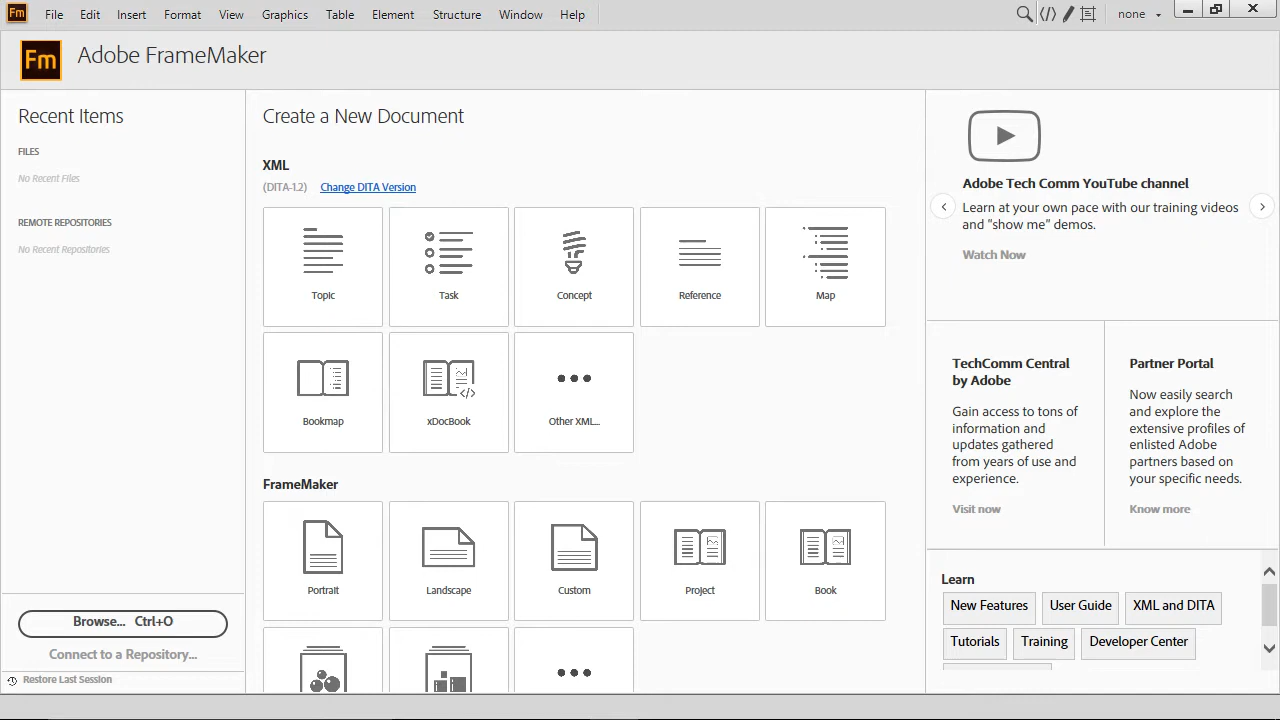 Fm File Edit Insert Format View Graphics Table Element Structure Window Help none
Fm Adobe FrameMaker
Recent Items
FILES
No Recent Files
REMOTE REPOSITORIES
No Recent Repositories
Browse... Ctrl+O
Connect to a Repository...
Restore Last Session
Create a New Document
XML
(DITA-1.2) Change DITA Version
Topic Task Concept Reference Map
Bookmap xDocBook Other XML...
FrameMaker
Portrait Landscape Custom Project Book
Adobe Tech Comm YouTube channel
Learn at your own pace with our training videos
and "show me" demos.
Watch Now
TechComm Central
by Adobe
Gain access to tons of
information and
updates gathered
from years of use and
experience.
Visit now
Partner Portal
Now easily search
and explore the
extensive profiles of
enlisted Adobe
partners based on
your specific needs.
Know more
Learn
New Features User Guide XML and DITA
Tutorials Training Developer Center